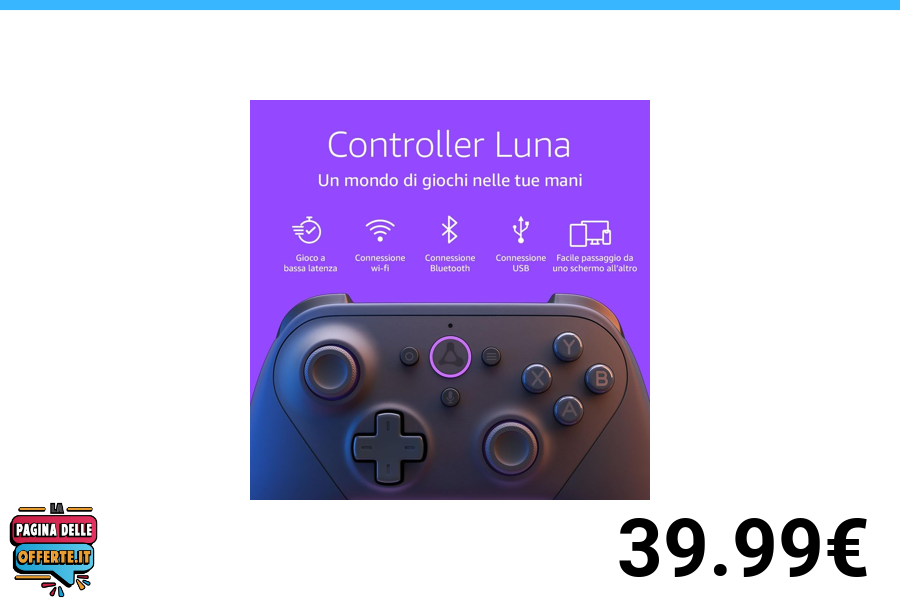 Controller Luna
Un mondo di giochi nelle tue mani
Gioco a
bassa latenza
Connessione
wi-fi
Connessione
Bluetooth
Connessione
USB
Facile passaggio da
uno schermo all'altro
Y
X
B
A
LA
PAGINA DELLE
OFFERTE.IT
39.99€